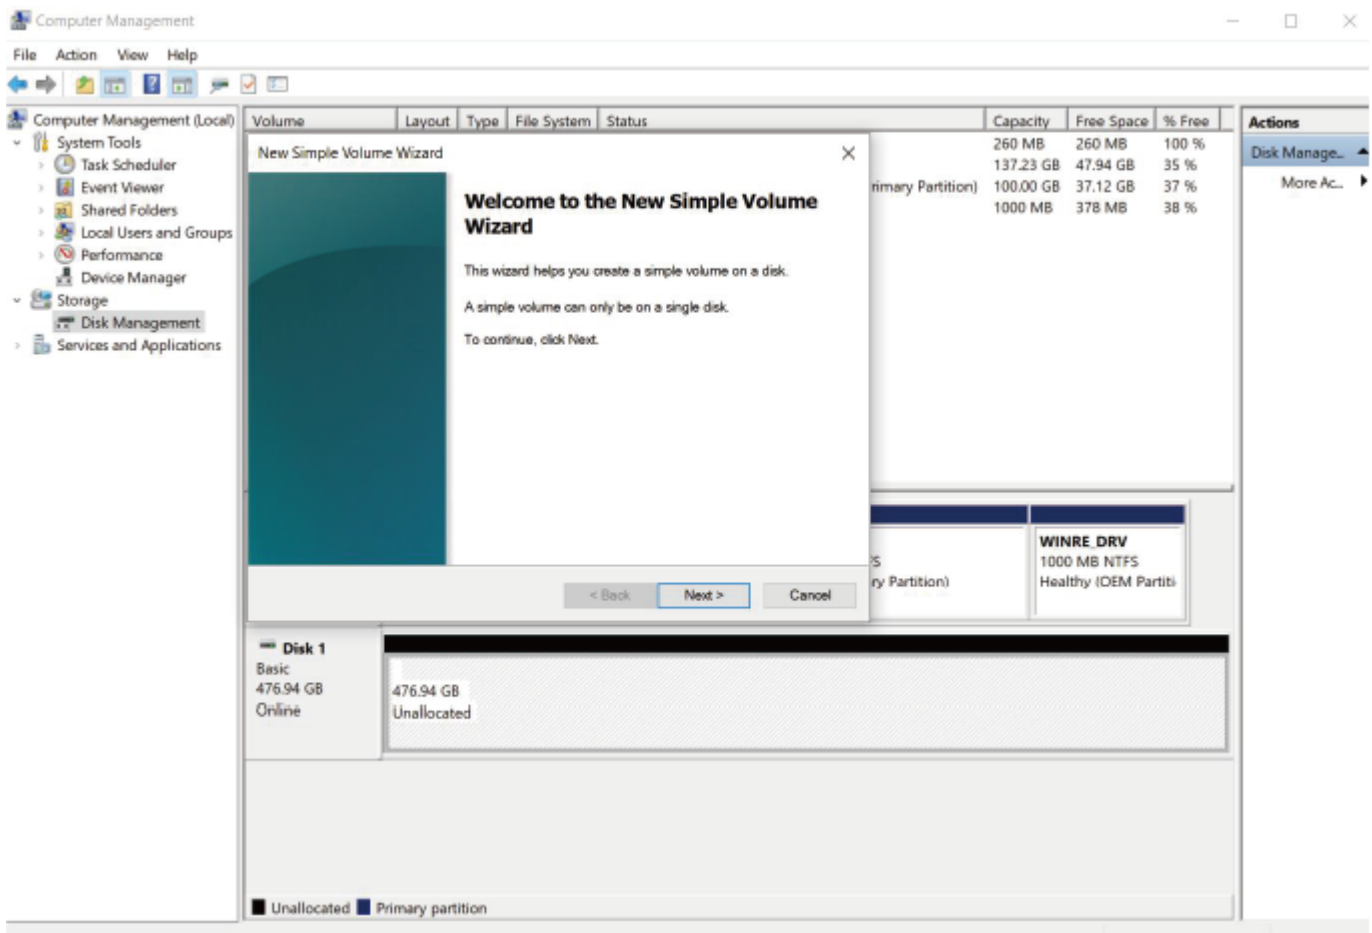 Computer Management
File Action View Help
Computer Management (Local)
System Tools
Task Scheduler
Event Viewer
Shared Folders
Local Users and Groups
Performance
Device Manager
Storage
Disk Management
Services and Applications
Volume Layout Type File System Status Capacity Free Space % Free
260 MB 260 MB 100 %
137.23 GB 47.94 GB 35 %
rimary Partition) 100.00 GB 37.12 GB 37 %
1000 MB 378 MB 38 %
New Simple Volume Wizard
Welcome to the New Simple Volume
Wizard
This wizard helps you create a simple volume on a disk.
A simple volume can only be on a single disk.
To continue, click Next.
< Back Next > Cancel
FS
ry Partition)
WINRE_DRV
1000 MB NTFS
Healthy (OEM Partiti
Disk 1
Basic
476.94 GB
Online
476.94 GB
Unallocated
Unallocated Primary partition
Actions
Disk Manage...
More Ac...